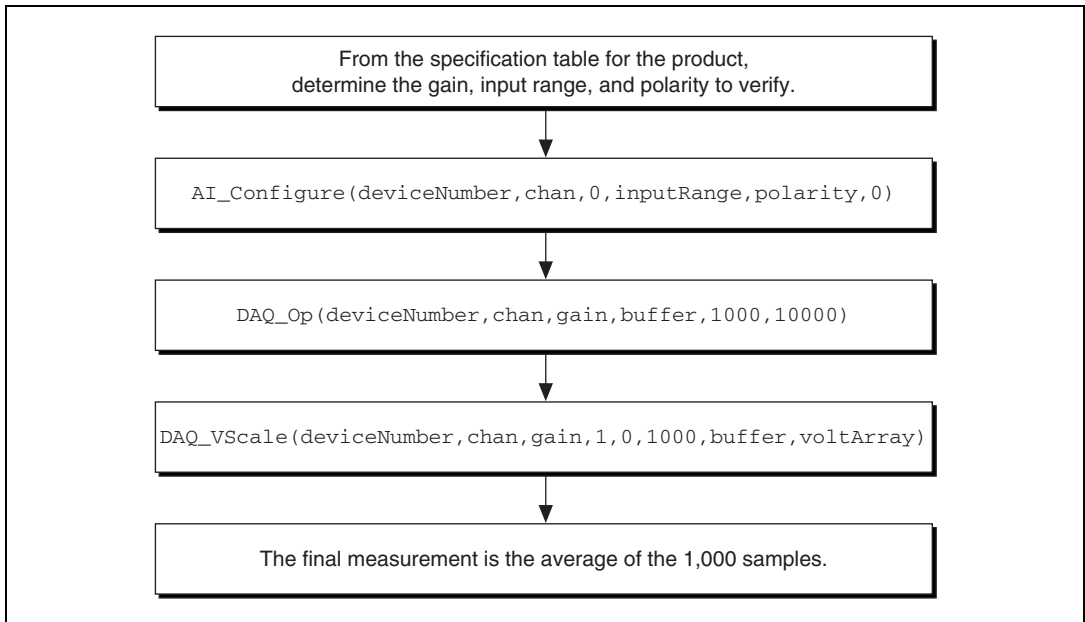 From the specification table for the product,
determine the gain, input range, and polarity to verify.
AI_Configure(deviceNumber,chan,0,inputRange,polarity,0)
DAQ_Op(deviceNumber,chan,gain,buffer,1000,10000)
DAQ_VScale(deviceNumber,chan,gain,1,0,1000,buffer,voltArray)
The final measurement is the average of the 1,000 samples.